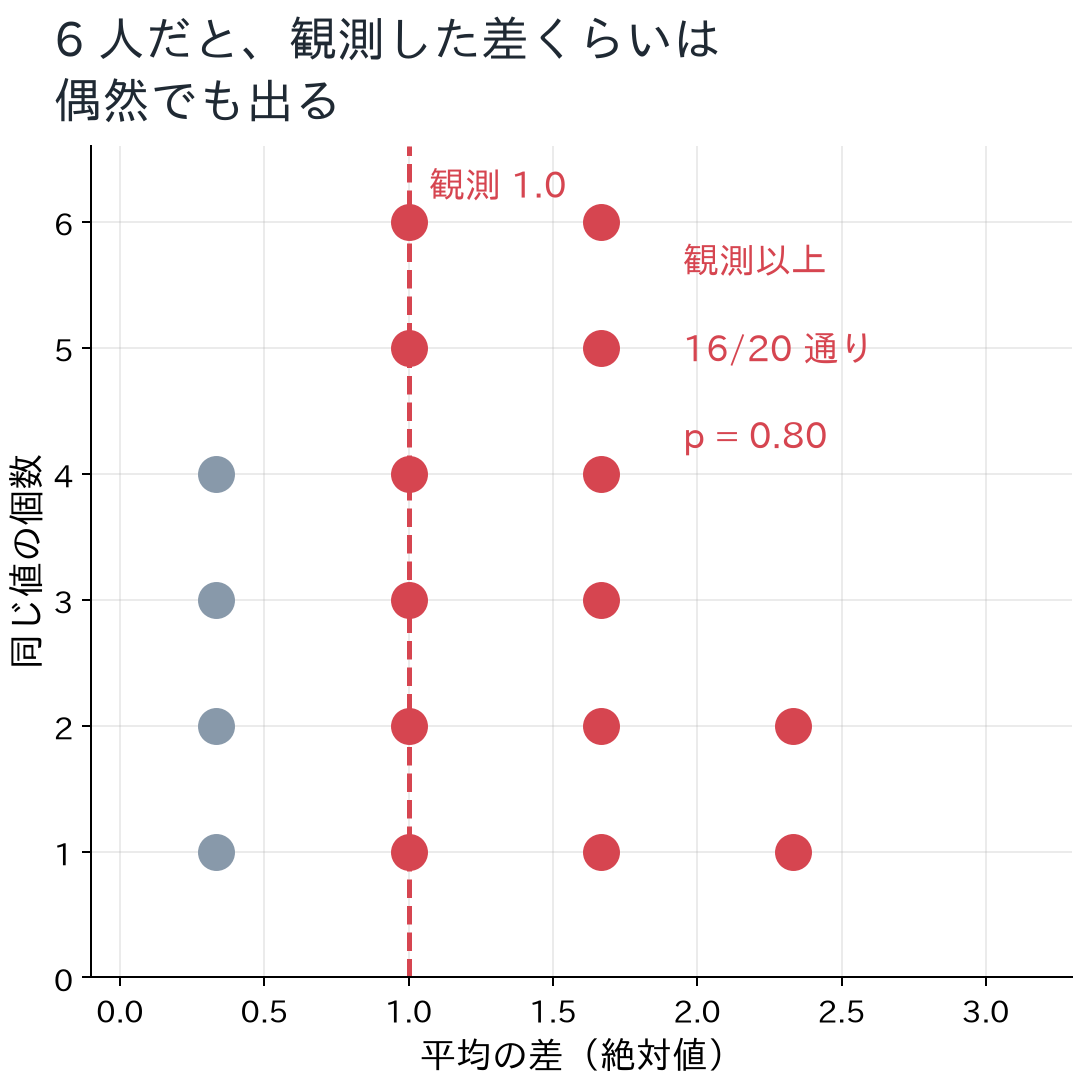 6 人だと、観測した差くらいは
偶然でも出る
観測 1.0
観測以上
16/20 通り
p = 0.80
同じ値の個数
6
5
4
3
2
1
0
0.0 0.5 1.0 1.5 2.0 2.5 3.0
平均の差（絶対値）